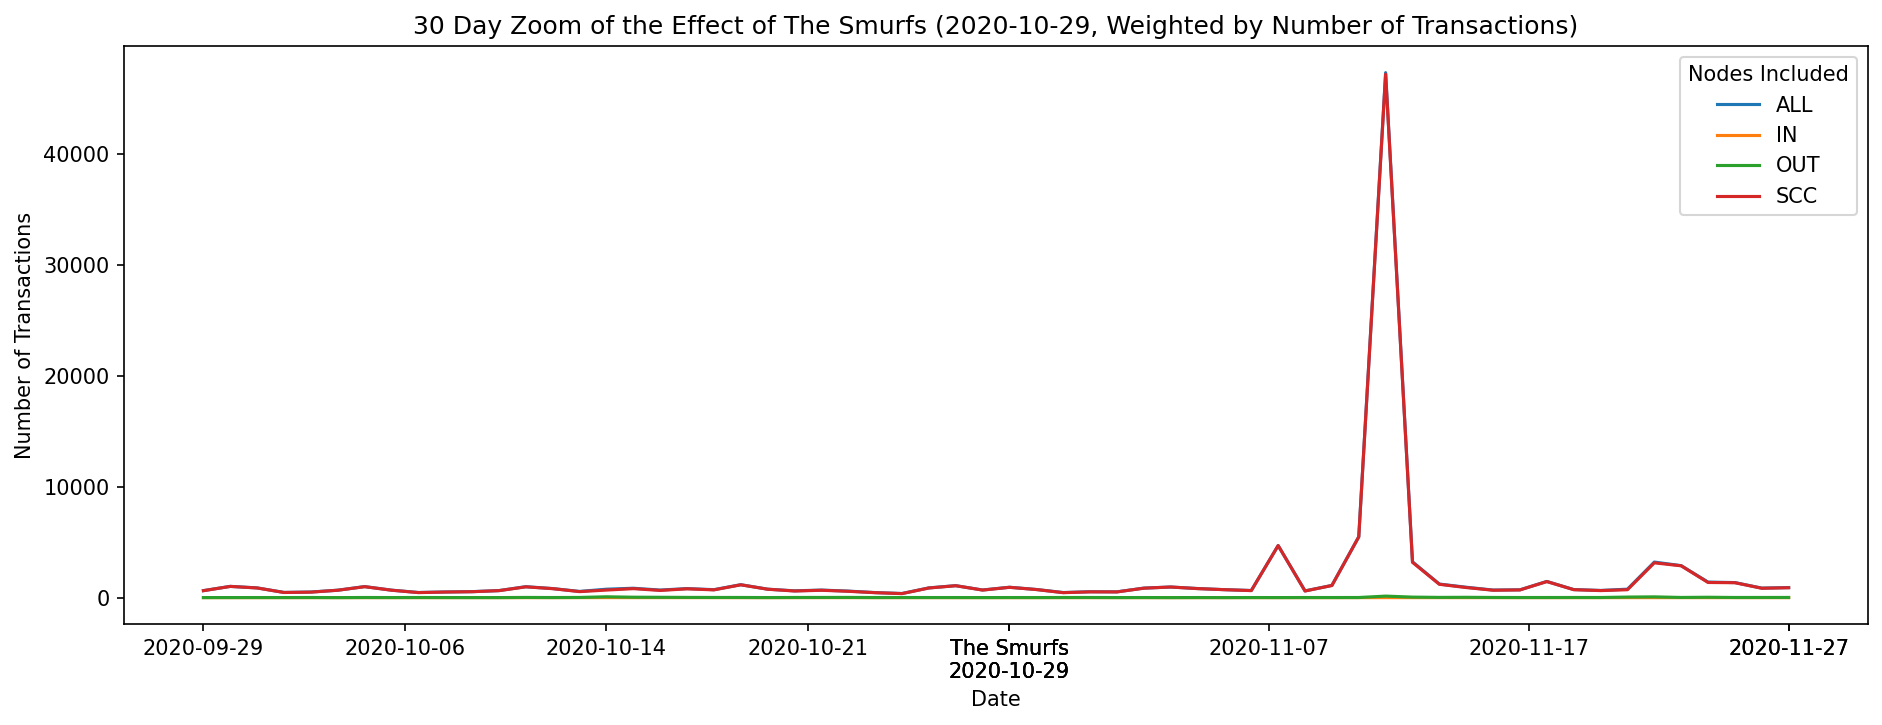 30 Day Zoom of the Effect of The Smurfs (2020-10-29, Weighted by Number of Transactions)
Number of Transactions
40000
30000
20000
10000
0
Nodes Included
ALL
IN
OUT
SCC
2020-09-29
2020-10-06
2020-10-14
2020-10-21
The Smurfs
2020-10-29
2020-11-07
2020-11-17
2020-11-27
Date